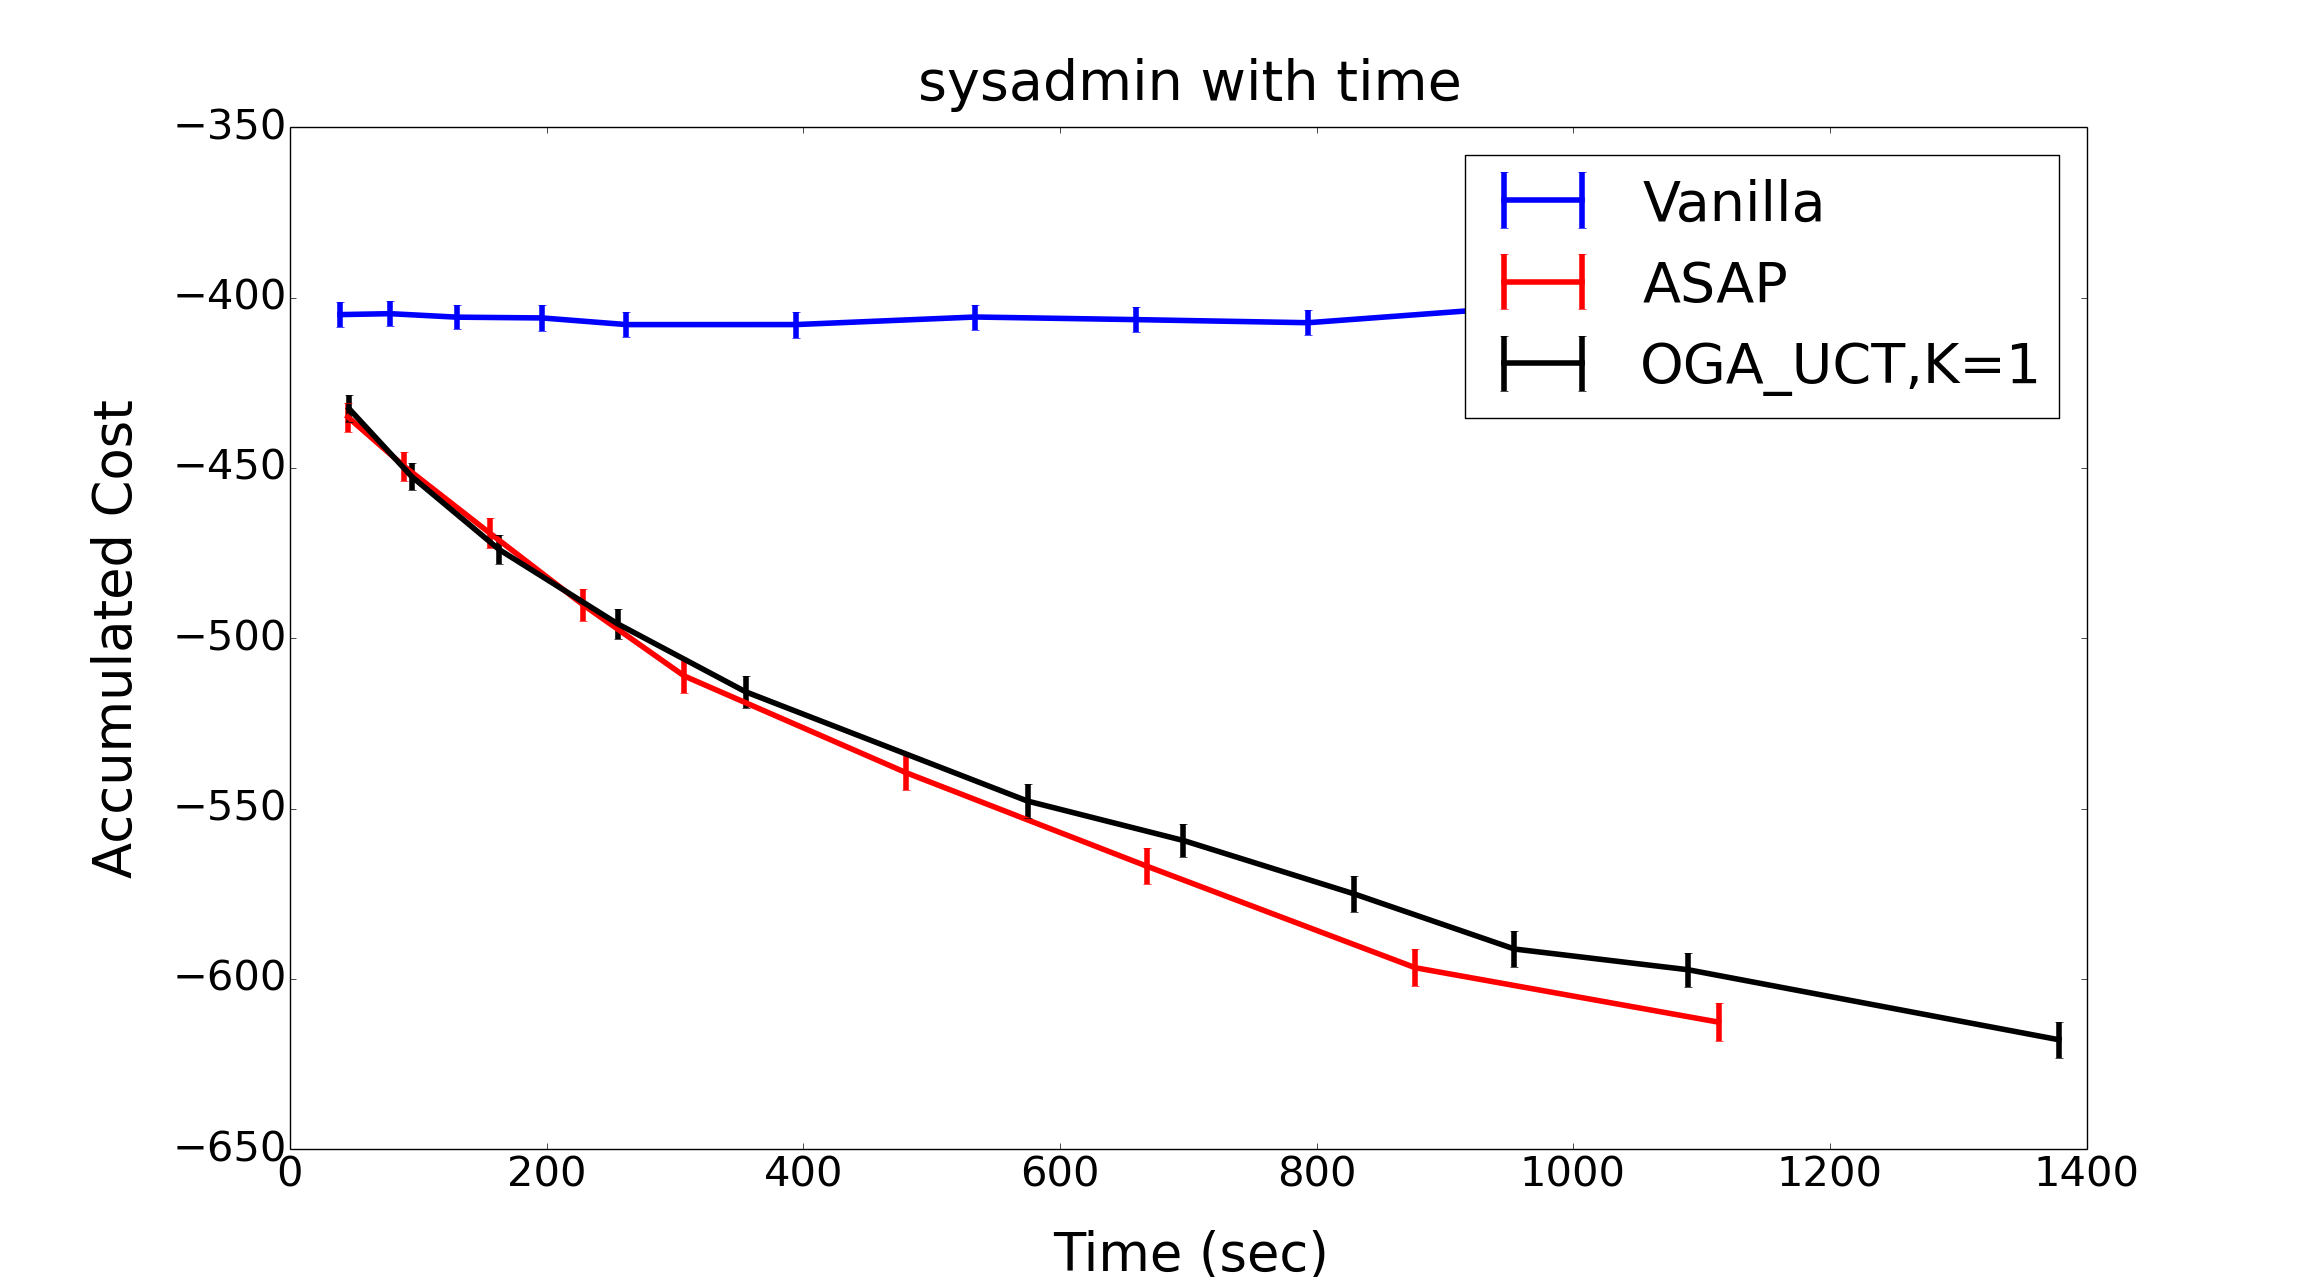 sysadmin with time
−350
−400
−450
−500
−550
−600
−650
Accumulated Cost
Vanilla
ASAP
OGA_UCT,K=1
0 200 400 600 800 1000 1200 1400
Time (sec)